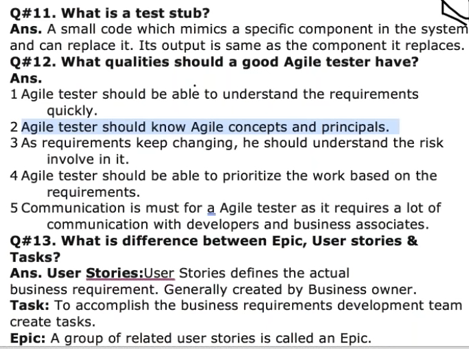 Q#11. What is a test stub?
Ans. A small code which mimics a specific component in the system
and can replace it. Its output is same as the component it replaces.
Q#12. What qualities should a good Agile tester have?
Ans.
1 Agile tester should be able to understand the requirements
quickly.
2 Agile tester should know Agile concepts and principals.
3 As requirements keep changing, he should understand the risk
involve in it.
4 Agile tester should be able to prioritize the work based on the
requirements.
5 Communication is must for a Agile tester as it requires a lot of
communication with developers and business associates.
Q#13. What is difference between Epic, User stories &
Tasks?
Ans. User Stories:User Stories defines the actual
business requirement. Generally created by Business owner.
Task: To accomplish the business requirements development team
create tasks.
Epic: A group of related user stories is called an Epic.